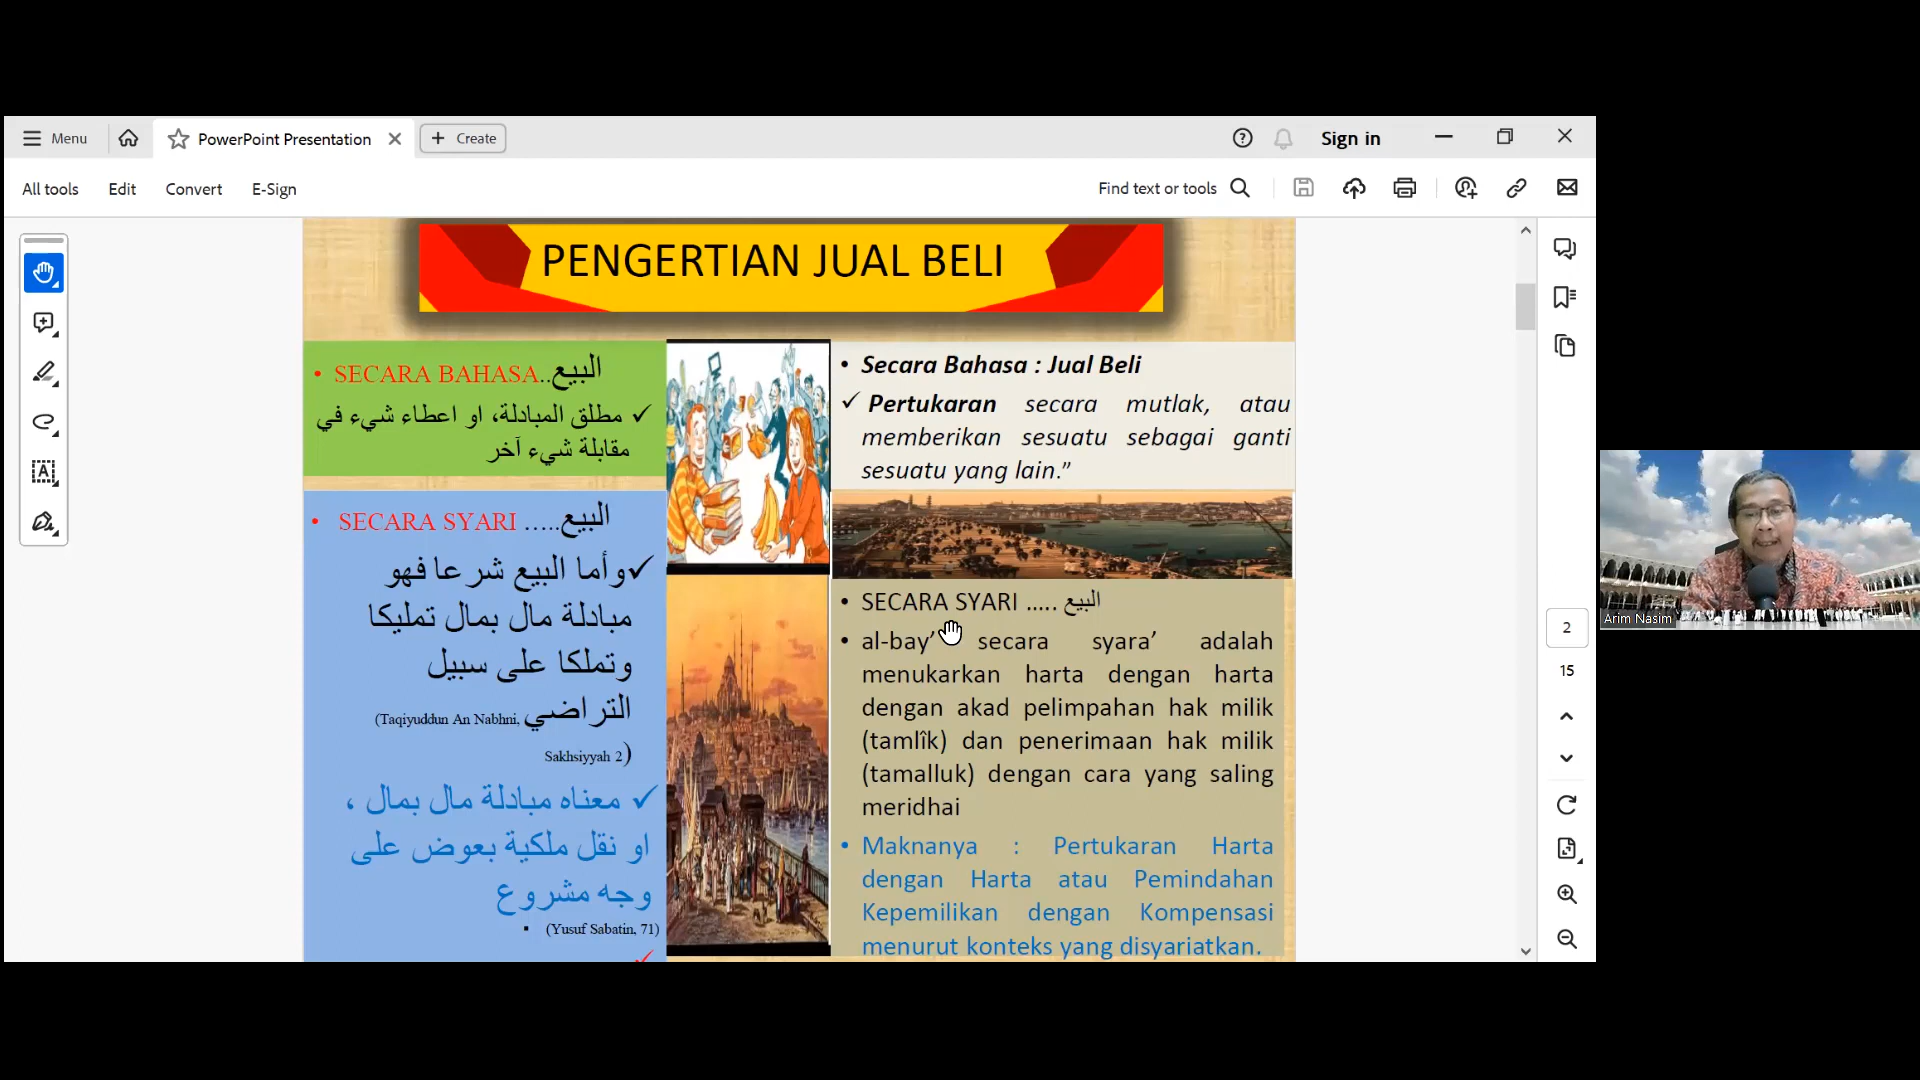 Menu
PowerPoint Presentation
Create
Sign in
All tools
Edit
Convert
E-Sign
Find text or tools
PENGERTIAN JUAL BELI
• SECARA BAHASA..البيع
✓ مطلق المبادلة، او اعطاء شيء في
مقابلة شيء آخر
• SECARA SYARI .....البيع
✓وأما البيع شرعا فهو
مبادلة مال بمال تمليكا
وتملكا على سبيل
التراضي (Taqiyuddun An Nabhni,
Sakhsiyyah 2)
✓ معناه مبادلة مال بمال ،
او نقل ملكية بعوض على
وجه مشروع
▪ (Yusuf Sabatin, 71)
✓
• Secara Bahasa : Jual Beli
✓ Pertukaran secara mutlak, atau
memberikan sesuatu sebagai ganti
sesuatu yang lain.”
• SECARA SYARI ..... البيع
• al-bay’ secara syara’ adalah
menukarkan harta dengan harta
dengan akad pelimpahan hak milik
(tamlîk) dan penerimaan hak milik
(tamalluk) dengan cara yang saling
meridhai
• Maknanya : Pertukaran Harta
dengan Harta atau Pemindahan
Kepemilikan dengan Kompensasi
menurut konteks yang disyariatkan.
2
15
Arim Nasim